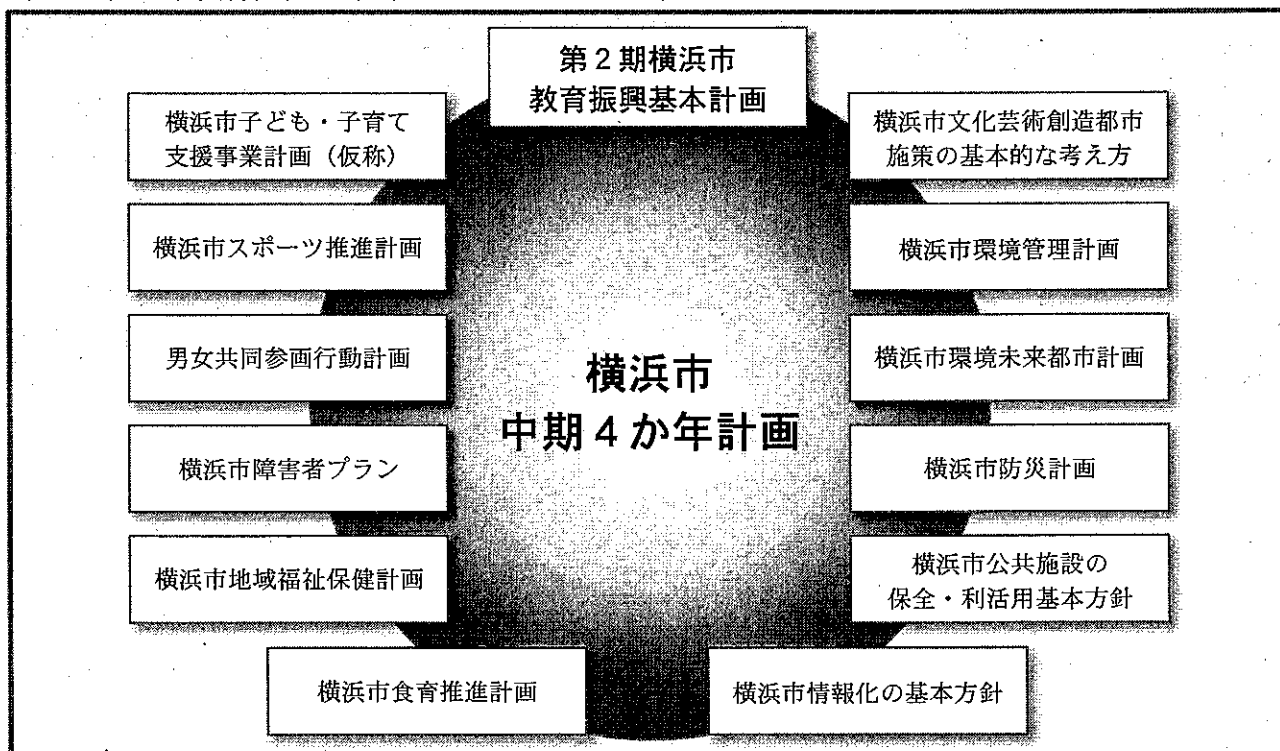 第2期横浜市
教育振興基本計画
横浜市子ども・子育て
支援事業計画（仮称）
横浜市スポーツ推進計画
男女共同参画行動計画
横浜市障害者プラン
横浜市地域福祉保健計画
横浜市食育推進計画
横浜市
中期4か年計画
横浜市文化芸術創造都市
施策の基本的な考え方
横浜市環境管理計画
横浜市環境未来都市計画
横浜市防災計画
横浜市公共施設の
保全・利活用基本方針
横浜市情報化の基本方針